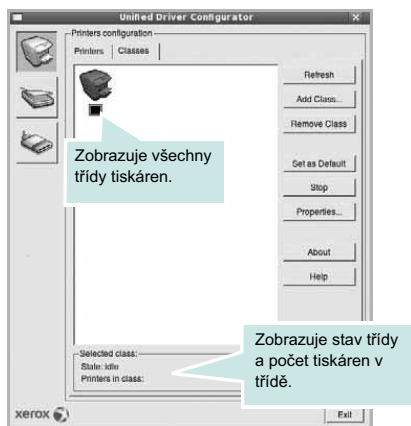 Unified Driver Configurator
Printers configuration
Printers Classes
Refresh
Add Class...
Remove Class
Set as Default
Stop
Properties...
About
Help
Zobrazuje všechny
třídy tiskáren.
Selected class:
State: Idle
Printers in class:
Zobrazuje stav třídy
a počet tiskáren v
třídě.
xerox
Exit